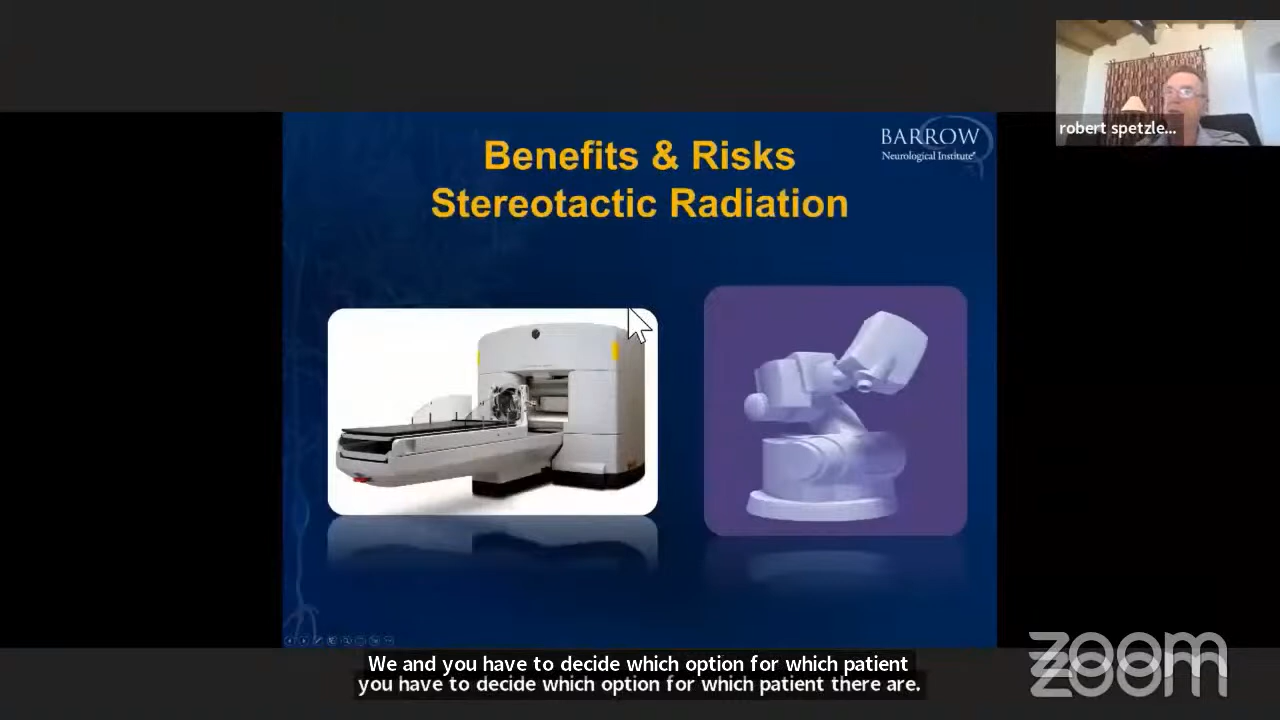 robert spetzle...
Benefits & Risks
Stereotactic Radiation
BARROW
Neurological Institute®
We and you have to decide which option for which patient
you have to decide which option for which patient there are.
zoom